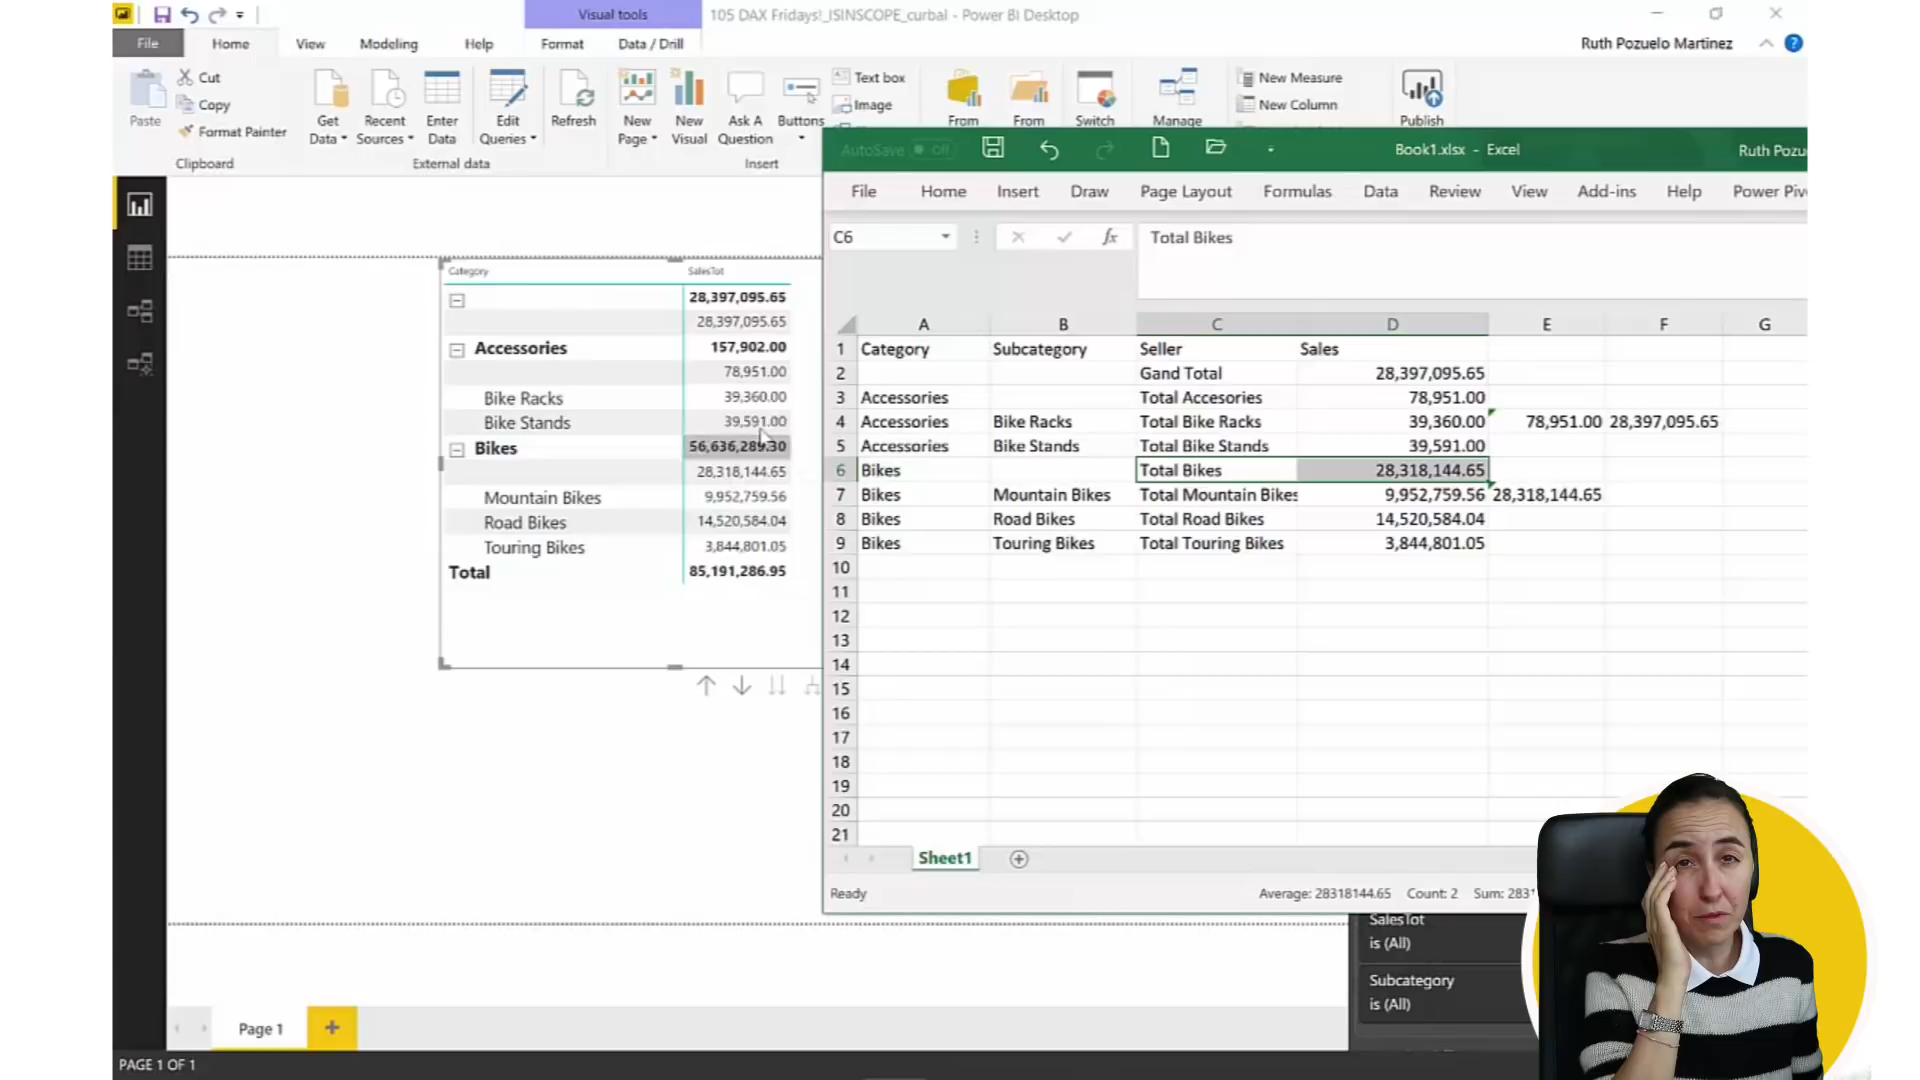 Visual tools
105 DAX Fridays!_ISINSCOPE_curbal - Power BI Desktop
File Home View Modeling Help Format Data / Drill
Ruth Pozuelo Martinez
Paste
Cut
Copy
Format Painter
Clipboard
Get Data
Recent Sources
Enter Data
Edit Queries
Refresh
External data
New Page
New Visual
Ask A Question
Buttons
Text box
Image
Insert
From
From
Switch
Manage
New Measure
New Column
Publish
Category SalesTot
28,397,095.65
28,397,095.65
Accessories 157,902.00
78,951.00
Bike Racks 39,360.00
Bike Stands 39,591.00
Bikes 56,636,289.30
28,318,144.65
Mountain Bikes 9,952,759.56
Road Bikes 14,520,584.04
Touring Bikes 3,844,801.05
Total 85,191,286.95
AutoSave Off
Book1.xlsx - Excel
Ruth Pozu
File Home Insert Draw Page Layout Formulas Data Review View Add-ins Help Power Piv
C6 fx Total Bikes
A B C D E F G
1 Category Subcategory Seller Sales
2 Gand Total 28,397,095.65
3 Accessories Total Accesories 78,951.00
4 Accessories Bike Racks Total Bike Racks 39,360.00 78,951.00 28,397,095.65
5 Accessories Bike Stands Total Bike Stands 39,591.00
6 Bikes Total Bikes 28,318,144.65
7 Bikes Mountain Bikes Total Mountain Bikes 9,952,759.56 28,318,144.65
8 Bikes Road Bikes Total Road Bikes 14,520,584.04
9 Bikes Touring Bikes Total Touring Bikes 3,844,801.05
10
11
12
13
14
15
16
17
18
19
20
21
Sheet1
Ready
Average: 28318144.65 Count: 2 Sum: 2831
SalesTot
is (All)
Subcategory
is (All)
Page 1
PAGE 1 OF 1